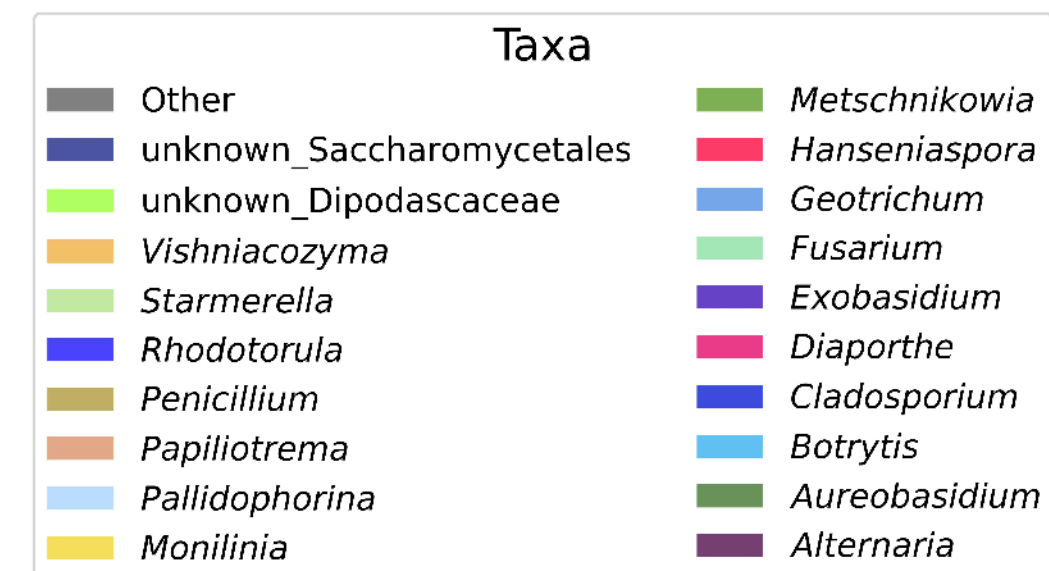 Taxa
Other
unknown_Saccharomycetales
unknown_Dipodascaceae
Vishniacozyma
Starmerella
Rhodotorula
Penicillium
Papiliotrema
Pallidophorina
Monilinia
Metschnikowia
Hanseniaspora
Geotrichum
Fusarium
Exobasidium
Diaporthe
Cladosporium
Botrytis
Aureobasidium
Alternaria